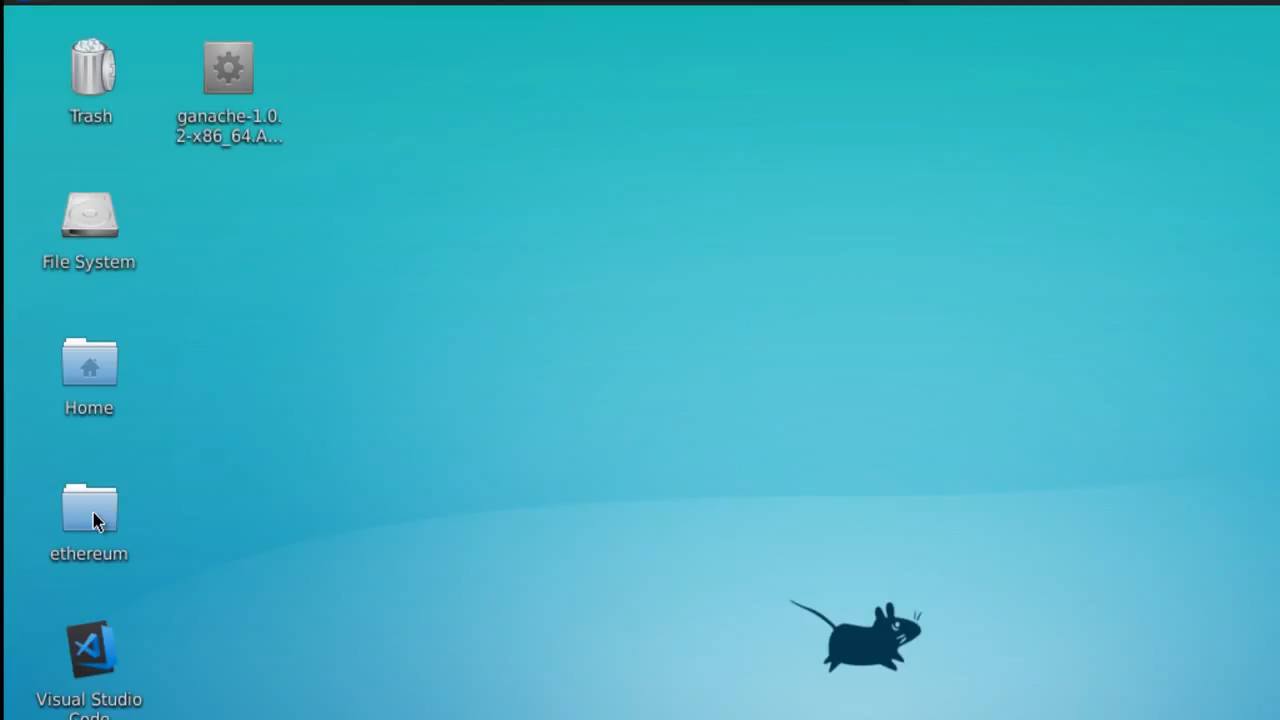 Trash
ganache-1.0.
2-x86_64.A...
File System
Home
ethereum
Visual Studio
Code